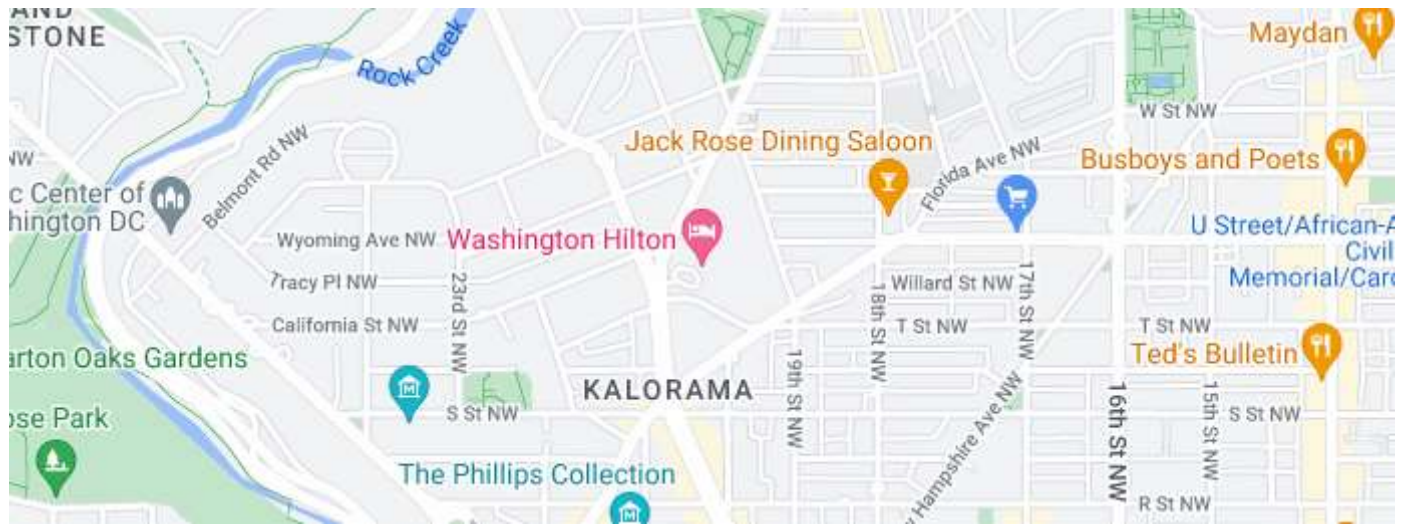 AND
STONE
Rock Creek
Maydan
W St NW
Jack Rose Dining Saloon
Florida Ave NW
Busboys and Poets
NW
c Center of
hington DC
Belmont Rd NW
Wyoming Ave NW
Washington Hilton
U Street/African-A
Civil
Memorial/Card
Tracy Pl NW
23rd St NW
18th St NW
Willard St NW
17th St NW
California St NW
T St NW
T St NW
arton Oaks Gardens
Ted's Bulletin
19th St NW
KALORAMA
16th St NW
15th St NW
ose Park
S St NW
Hampshire Ave NW
S St NW
The Phillips Collection
R St NW